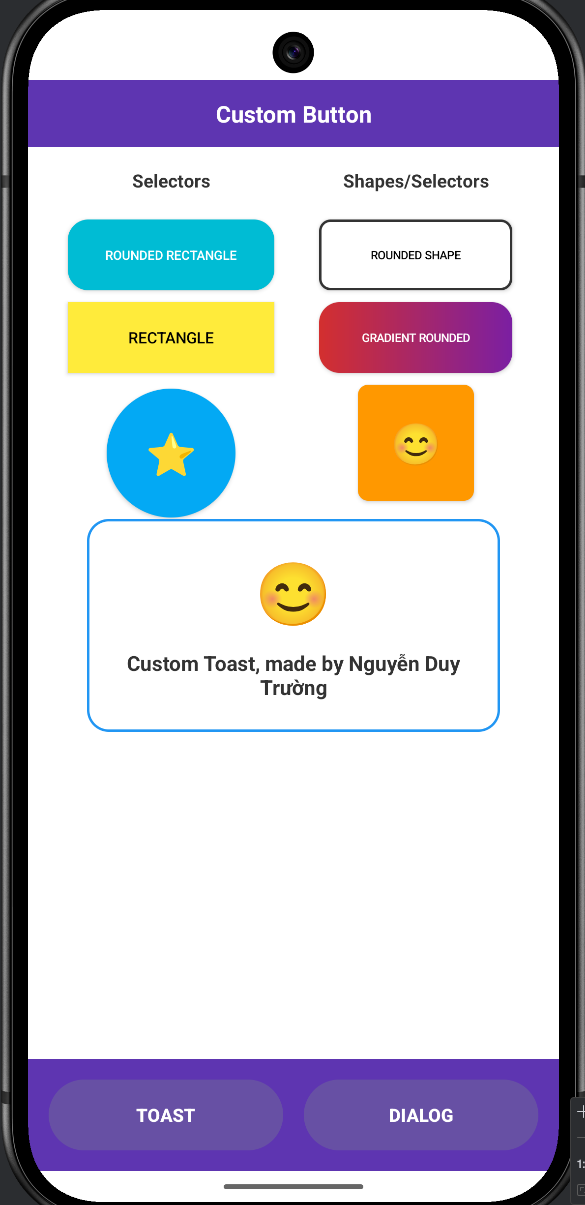 Custom Button
Selectors
Shapes/Selectors
ROUNDED RECTANGLE
ROUNDED SHAPE
RECTANGLE
GRADIENT ROUNDED
Custom Toast, made by Nguyễn Duy
Trường
TOAST
DIALOG